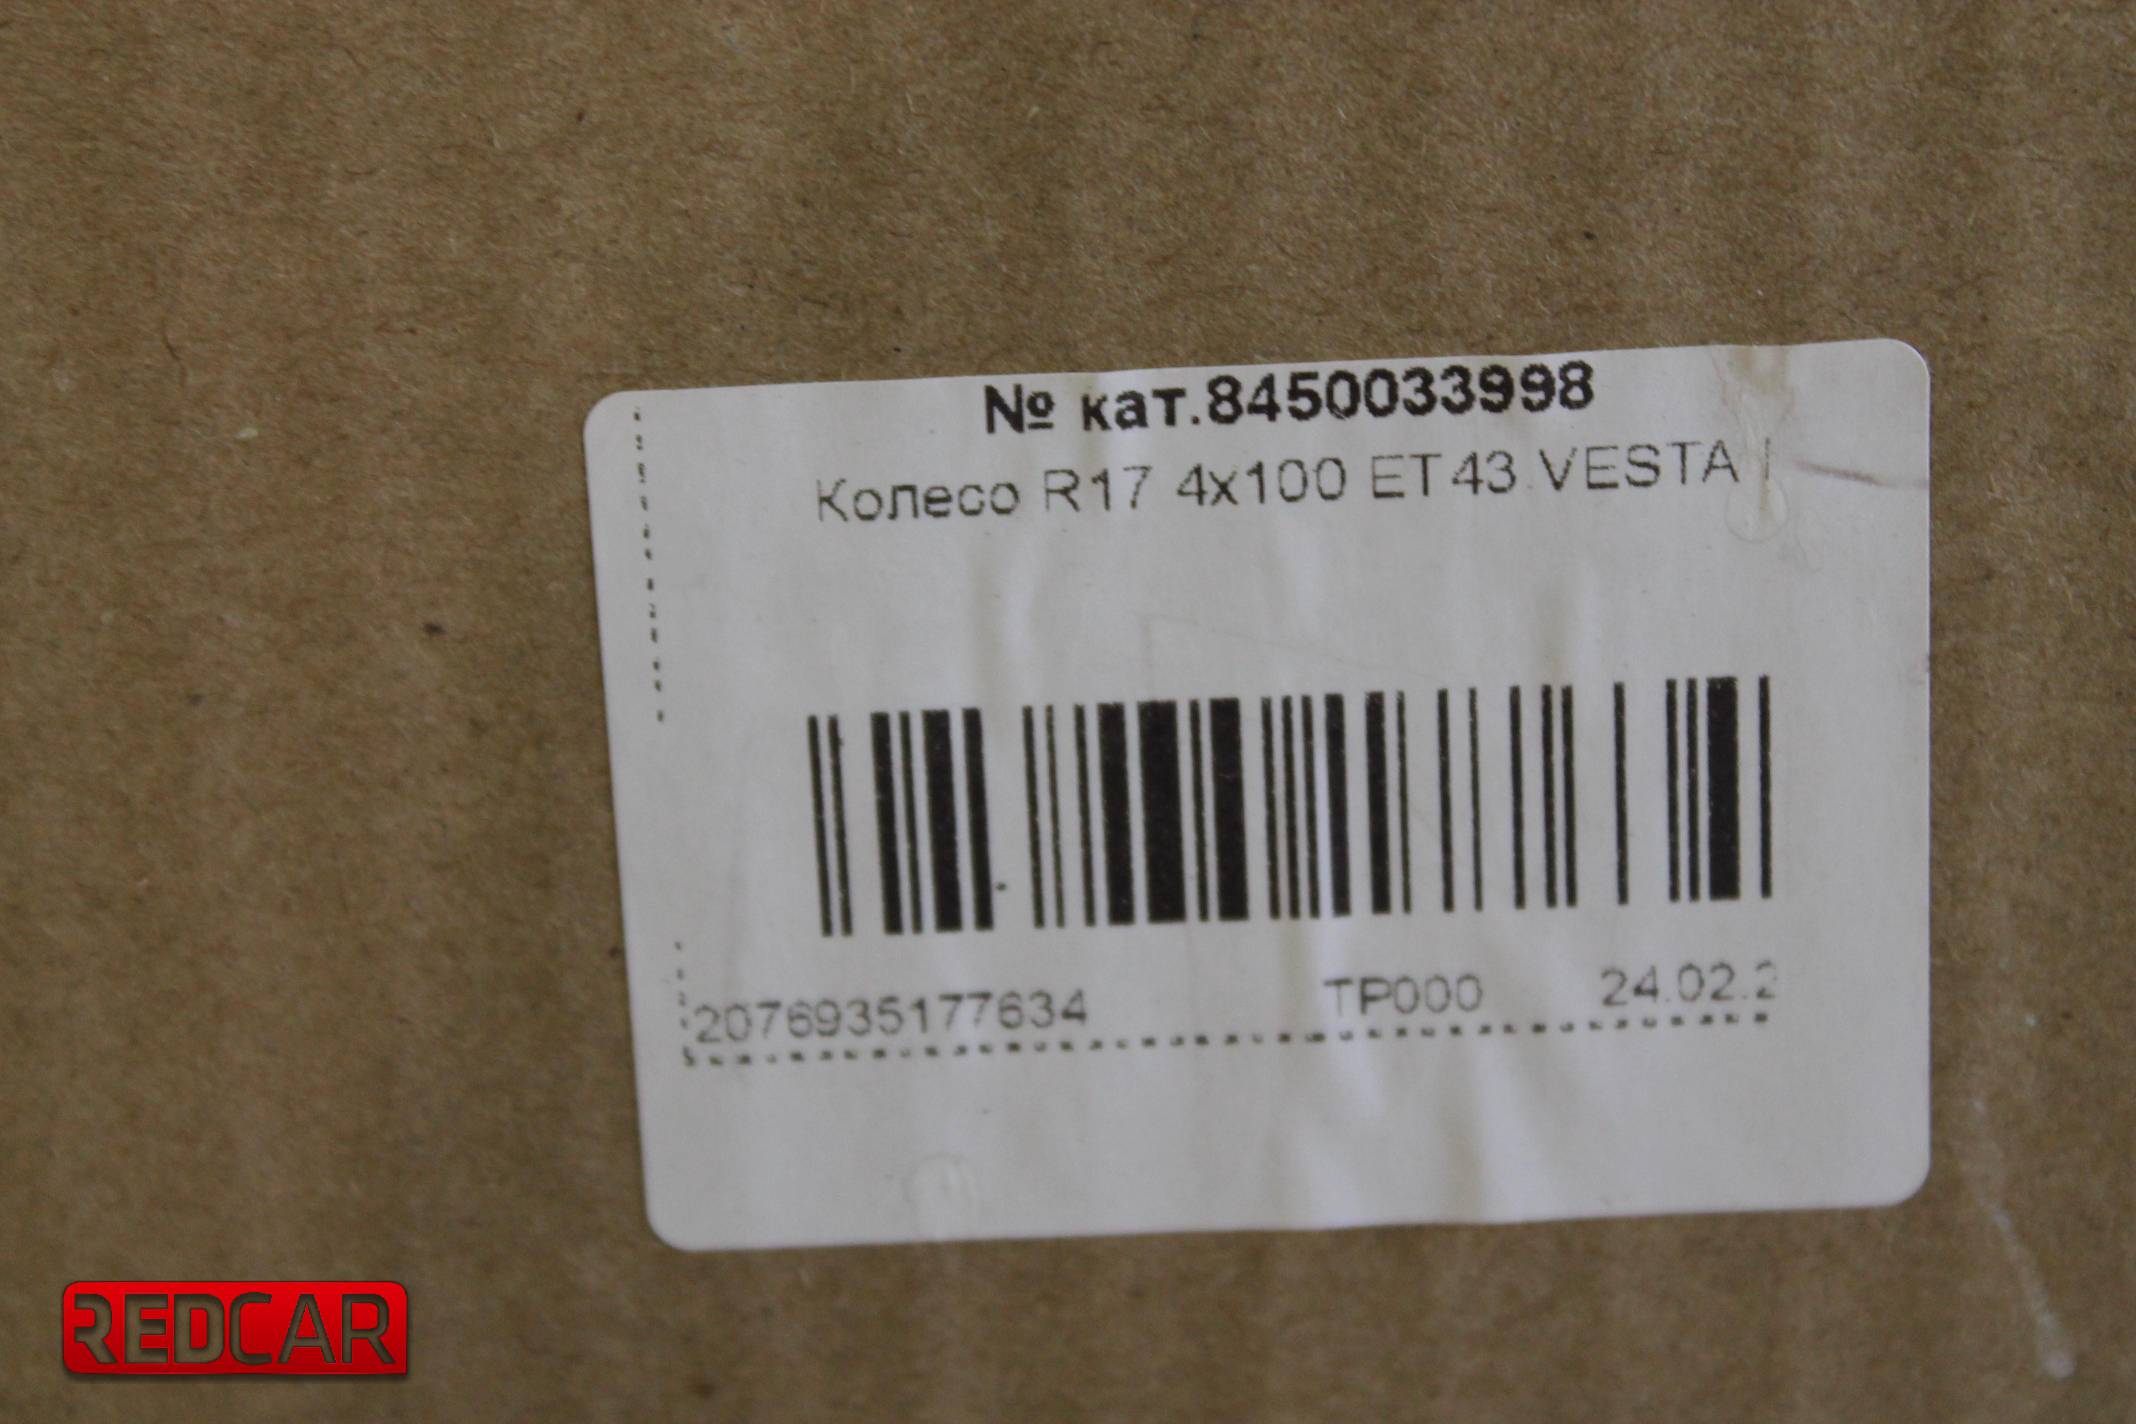 № кат.8450033998
Колесо R17 4x100 ET43 VESTA
2076935177634 TP000 24.02.2
REDCAR